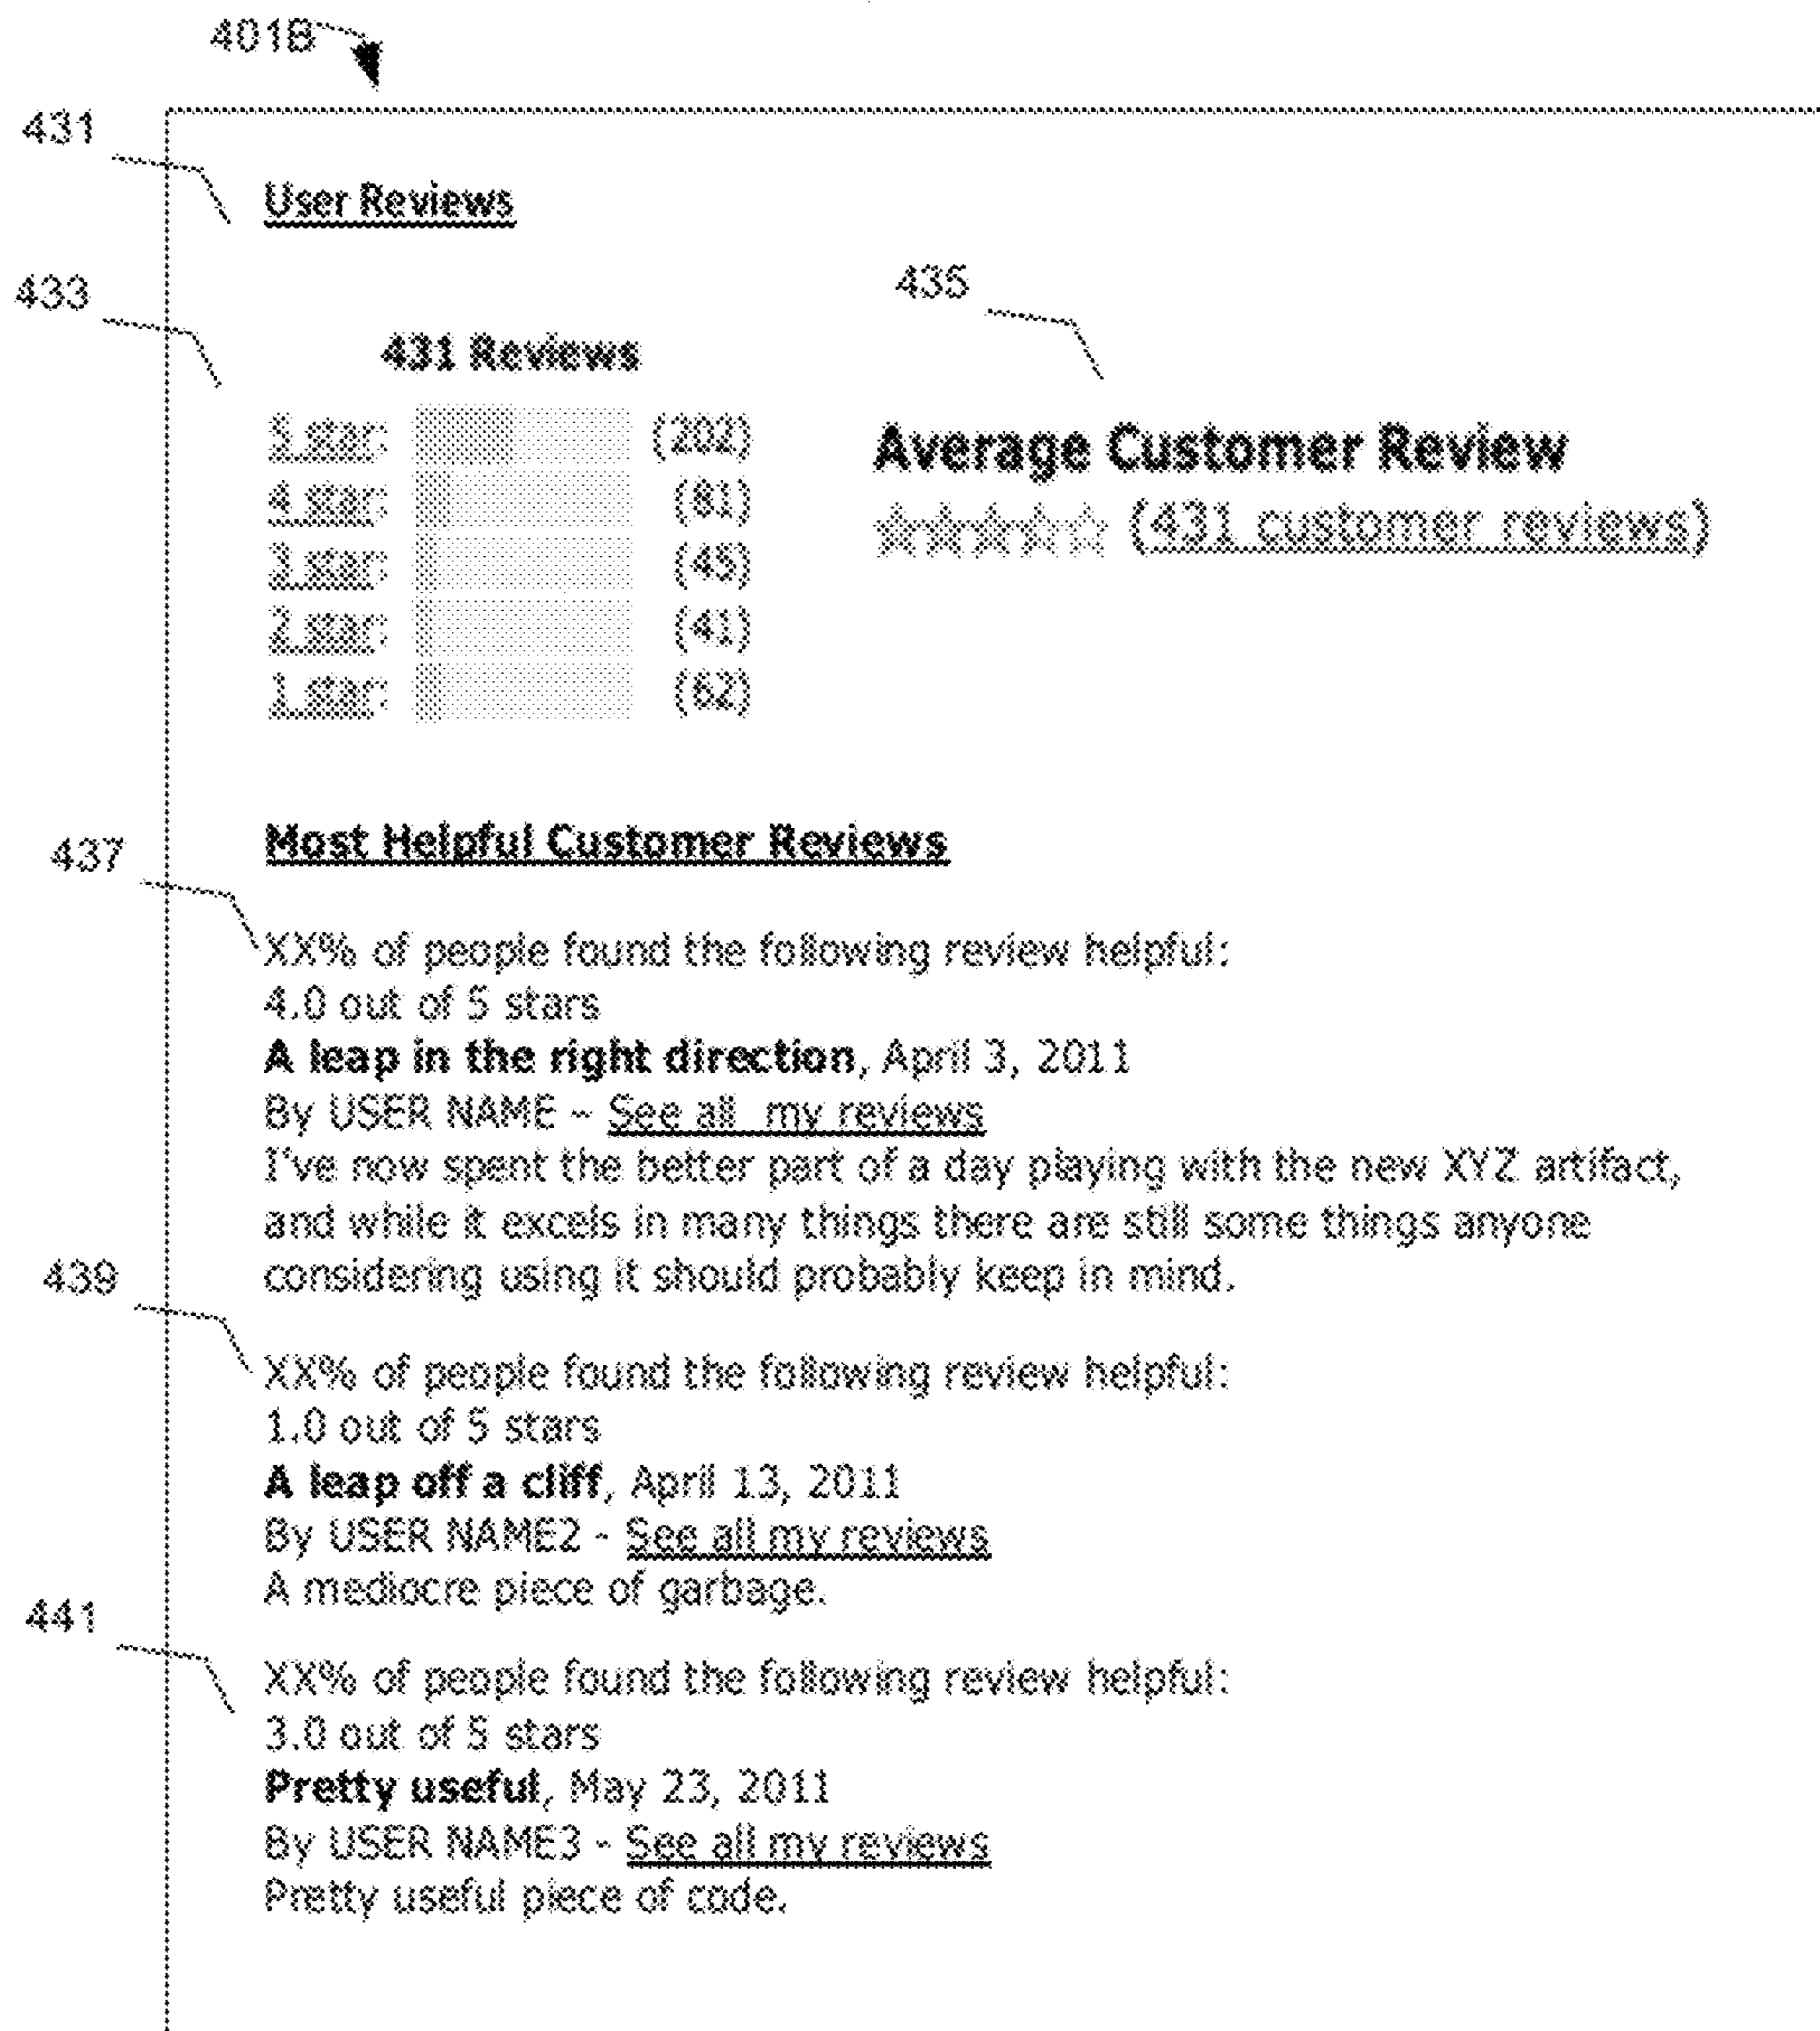 401B
431
User Reviews
433
435
431 Reviews
5 star: (202)
4 star: (81)
3 star: (45)
2 star: (41)
1 star: (62)
Average Customer Review
(431 customer reviews)
437
Most Helpful Customer Reviews
XX% of people found the following review helpful:
4.0 out of 5 stars
A leap in the right direction, April 3, 2011
By USER NAME – See all my reviews
I've now spent the better part of a day playing with the new XYZ artifact,
and while it excels in many things there are still some things anyone
considering using it should probably keep in mind.
439
XX% of people found the following review helpful:
1.0 out of 5 stars
A leap off a cliff, April 13, 2011
By USER NAME2 - See all my reviews
A mediocre piece of garbage.
441
XX% of people found the following review helpful:
3.0 out of 5 stars
Pretty useful, May 23, 2011
By USER NAME3 - See all my reviews
Pretty useful piece of code.